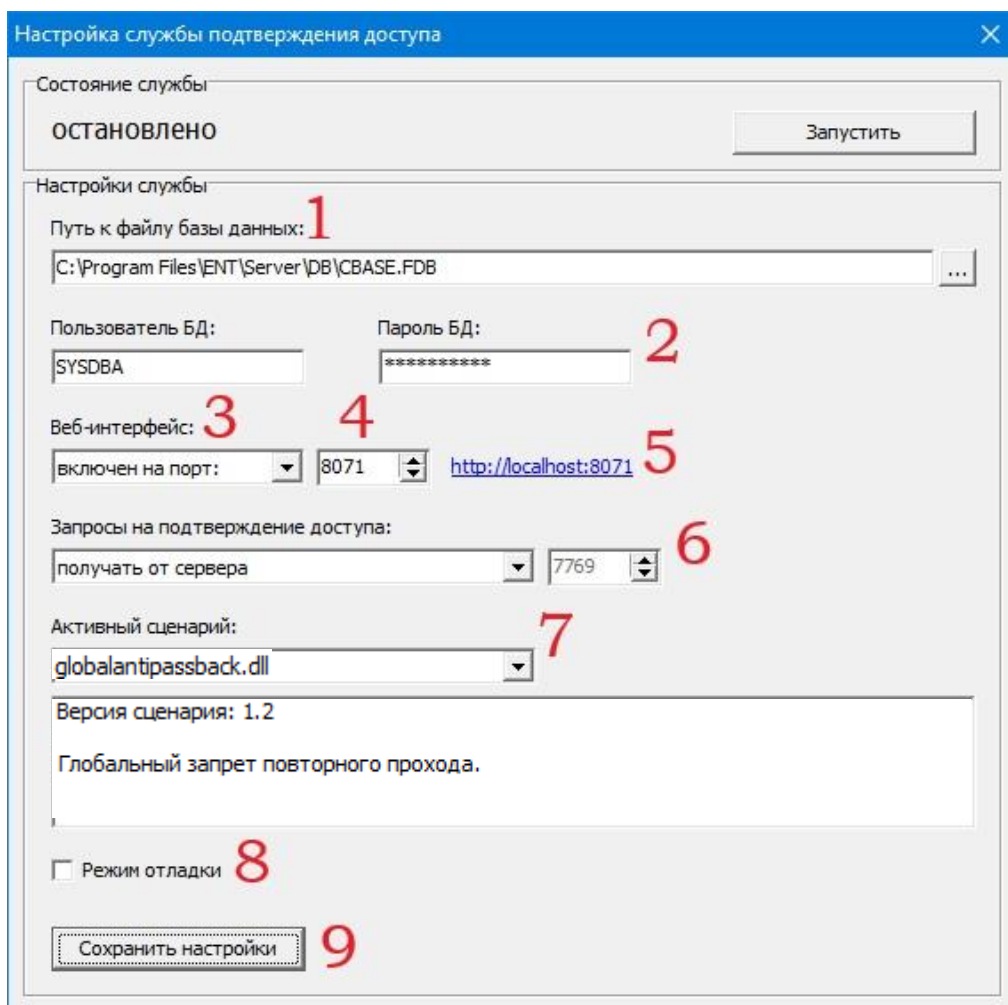 Настройка службы подтверждения доступа
Состояние службы
остановлено
Запустить
Настройки службы
Путь к файлу базы данных: 1
C:\Program Files\ENT\Server\DB\CBASE.FDB ...
Пользователь БД: Пароль БД: 2
SYSDBA **********
Веб-интерфейс: 3 4
включен на порт: 8071 http://localhost:8071 5
Запросы на подтверждение доступа: 6
получать от сервера 7769
Активный сценарий: 7
globalantipassback.dll
Версия сценария: 1.2
Глобальный запрет повторного прохода.
Режим отладки 8
Сохранить настройки 9